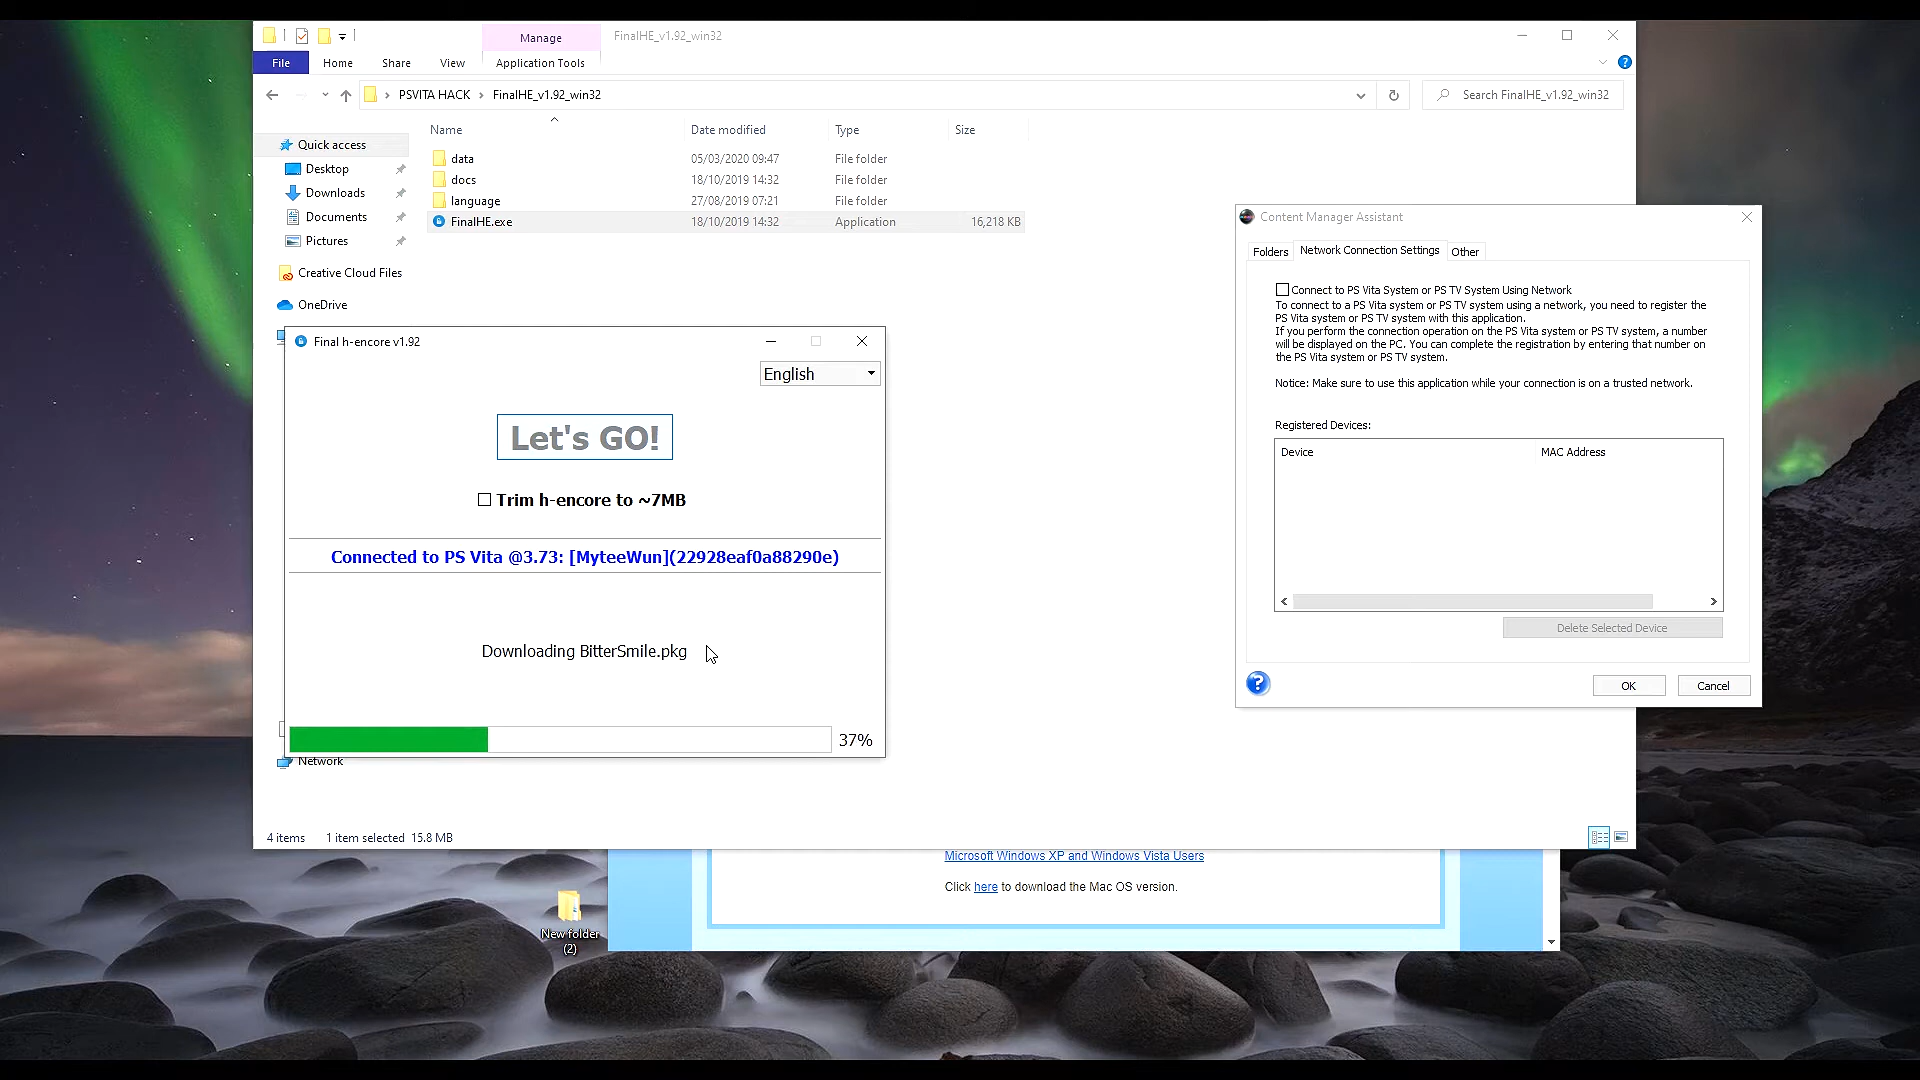 Manage
FinalHE_v1.92_win32
File
Home
Share
View
Application Tools
PSVITA HACK
FinalHE_v1.92_win32
Search FinalHE_v1.92_win32
Name
Date modified
Type
Size
Quick access
Desktop
Downloads
Documents
Pictures
Creative Cloud Files
OneDrive
Network
data 05/03/2020 09:47 File folder
docs 18/10/2019 14:32 File folder
language 27/08/2019 07:21 File folder
FinalHE.exe 18/10/2019 14:32 Application 16,218 KB
Final h-encore v1.92
English
Let's GO!
Trim h-encore to ~7MB
Connected to PS Vita @3.73: [MyteeWun](22928eaf0a88290e)
Downloading BitterSmile.pkg
37%
Content Manager Assistant
Folders
Network Connection Settings
Other
Connect to PS Vita System or PS TV System Using Network
To connect to a PS Vita system or PS TV system using a network, you need to register the
PS Vita system or PS TV system with this application.
If you perform the connection operation on the PS Vita system or PS TV system, a number
will be displayed on the PC. You can complete the registration by entering that number on
the PS Vita system or PS TV system.
Notice: Make sure to use this application while your connection is on a trusted network.
Registered Devices:
Device
MAC Address
Delete Selected Device
OK
Cancel
4 items
1 item selected 15.8 MB
Microsoft Windows XP and Windows Vista Users
Click here to download the Mac OS version.
New folder
(2)